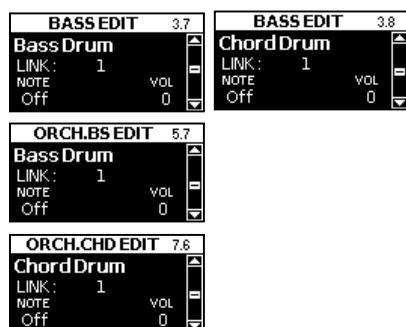 BASS EDIT 3.7
Bass Drum
LINK: 1
NOTE VOL
Off 0
BASS EDIT 3.8
Chord Drum
LINK: 1
NOTE VOL
Off 0
ORCH.BS EDIT 5.7
Bass Drum
LINK: 1
NOTE VOL
Off 0
ORCH.CHD EDIT 7.6
Chord Drum
LINK: 1
NOTE VOL
Off 0